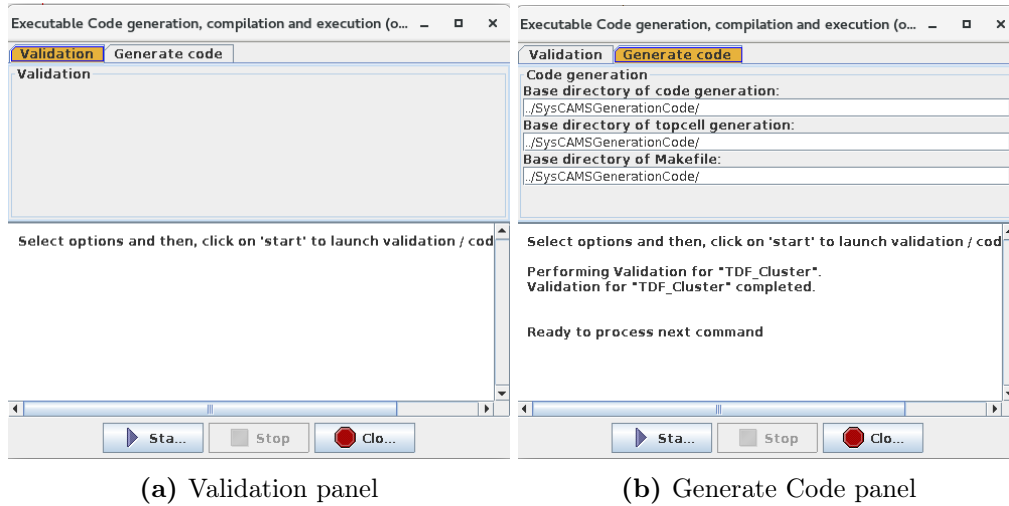 Executable Code generation, compilation and execution (o...
Validation Generate code
Validation
Select options and then, click on 'start' to launch validation / cod
Sta... Stop Clo...
(a) Validation panel
Executable Code generation, compilation and execution (o...
Validation Generate code
Code generation
Base directory of code generation:
../SysCAMSGenerationCode/
Base directory of topcell generation:
../SysCAMSGenerationCode/
Base directory of Makefile:
../SysCAMSGenerationCode/
Select options and then, click on 'start' to launch validation / cod
Performing Validation for "TDF_Cluster".
Validation for "TDF_Cluster" completed.
Ready to process next command
Sta... Stop Clo...
(b) Generate Code panel